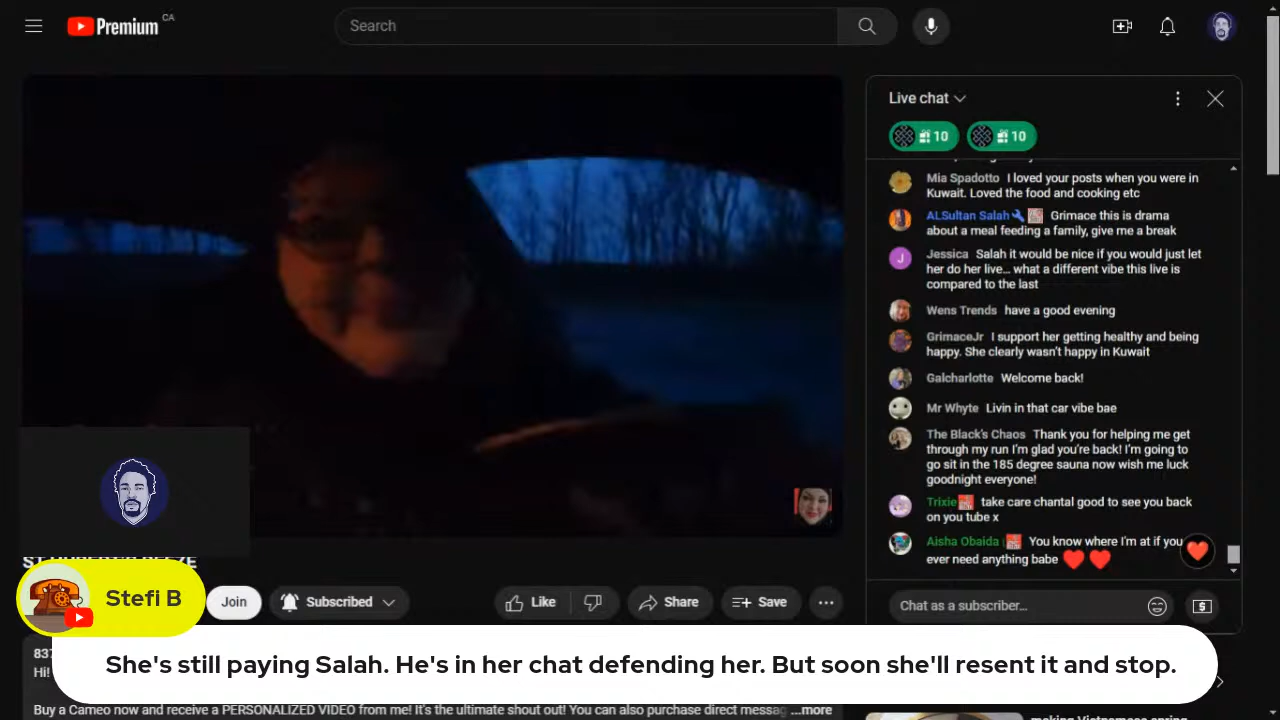 Premium CA
Search
Live chat
10
10
Mia Spadotto I loved your posts when you were in
Kuwait. Loved the food and cooking etc
ALSultan Salah Grimace this is drama
about a meal feeding a family, give me a break
Jessica Salah it would be nice if you would just let
her do her live… what a different vibe this live is
compared to the last
Wens Trends have a good evening
GrimaceJr I support her getting healthy and being
happy. She clearly wasn't happy in Kuwait
Galcharlotte Welcome back!
Mr Whyte Livin in that car vibe bae
The Black's Chaos Thank you for helping me get
through my run I'm glad you're back! I'm going to
go sit in the 185 degree sauna now wish me luck
goodnight everyone!
Trixie take care chantal good to see you back
on you tube x
Aisha Obaida You know where I'm at if you
ever need anything babe
Chat as a subscriber...
Stefi B
Join
Subscribed
Like
Share
Save
She's still paying Salah. He's in her chat defending her. But soon she'll resent it and stop.
837
Hi!
Buy a Cameo now and receive a PERSONALIZED VIDEO from me! It's the ultimate shout out! You can also purchase direct messag ...more